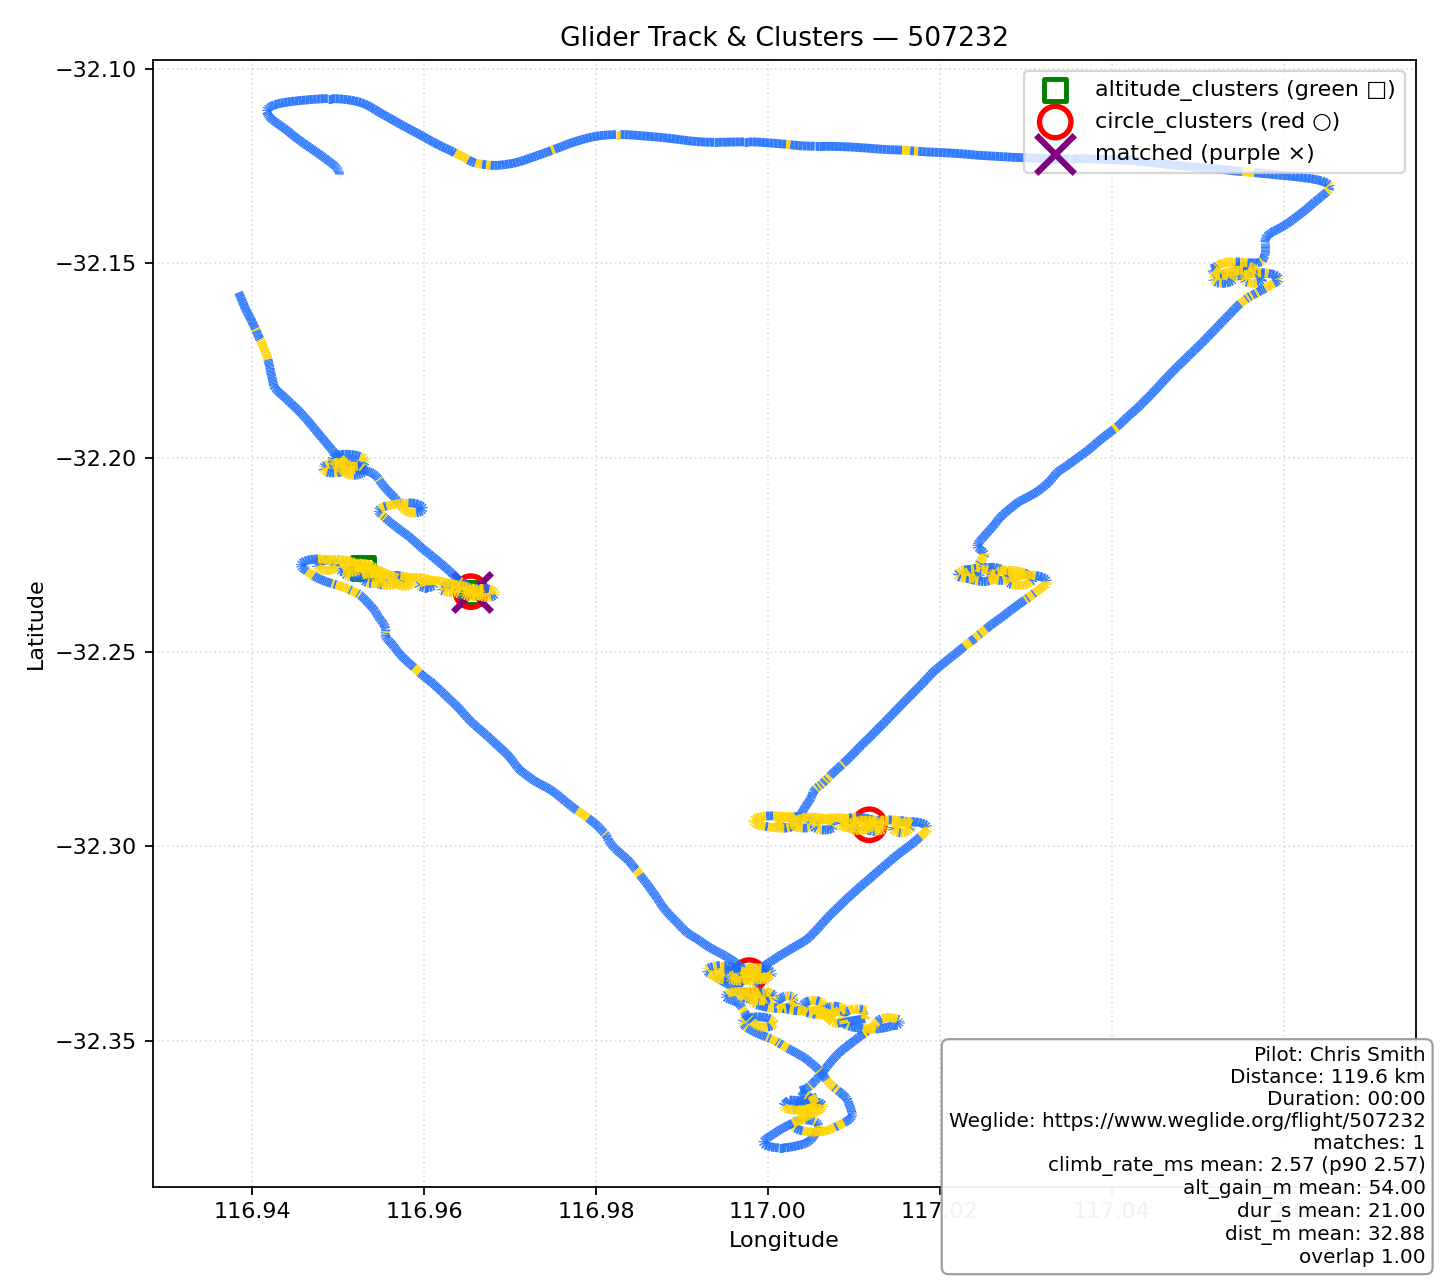 Glider Track & Clusters — 507232
altitude_clusters (green □)
circle_clusters (red ○)
matched (purple ×)
−32.10
−32.15
−32.20
−32.25
−32.30
−32.35
Latitude
116.94
116.96
116.98
117.00
117.02
117.04
Longitude
Pilot: Chris Smith
Distance: 119.6 km
Duration: 00:00
Weglide: https://www.weglide.org/flight/507232
matches: 1
climb_rate_ms mean: 2.57 (p90 2.57)
alt_gain_m mean: 54.00
dur_s mean: 21.00
dist_m mean: 32.88
overlap 1.00